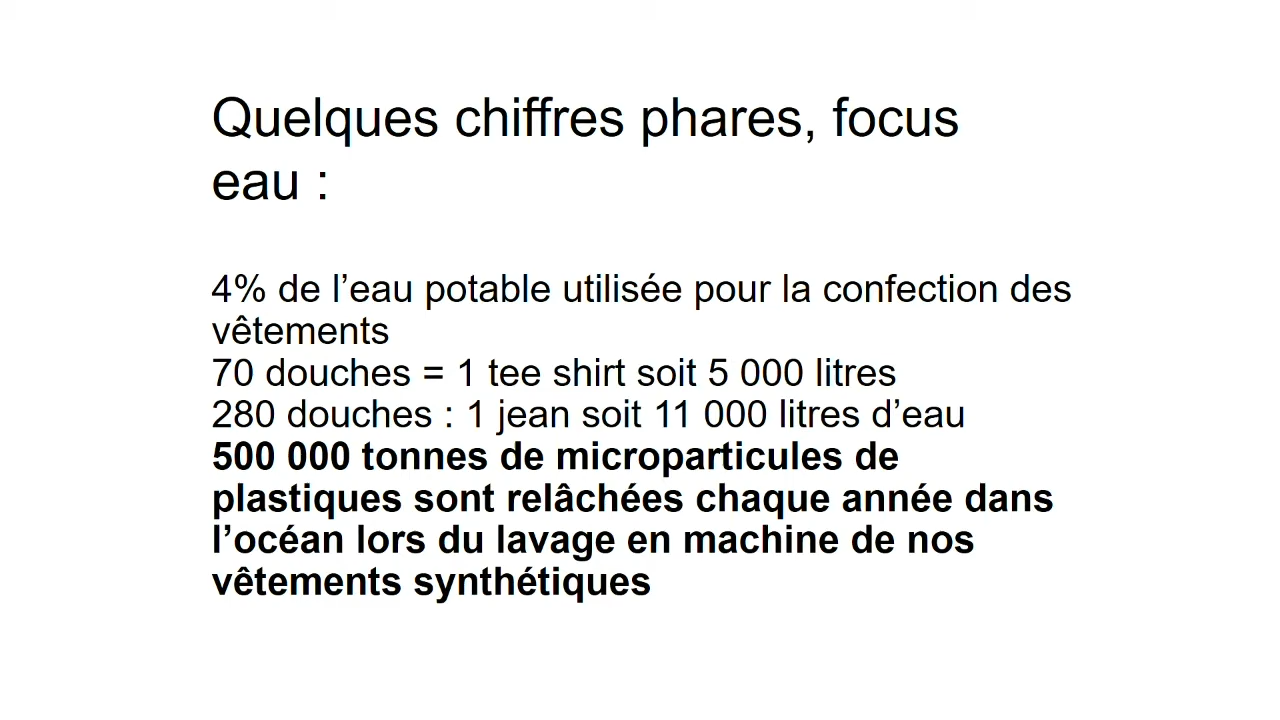 Quelques chiffres phares, focus
eau :
4% de l’eau potable utilisée pour la confection des
vêtements
70 douches = 1 tee shirt soit 5 000 litres
280 douches : 1 jean soit 11 000 litres d’eau
500 000 tonnes de microparticules de
plastiques sont relâchées chaque année dans
l’océan lors du lavage en machine de nos
vêtements synthétiques